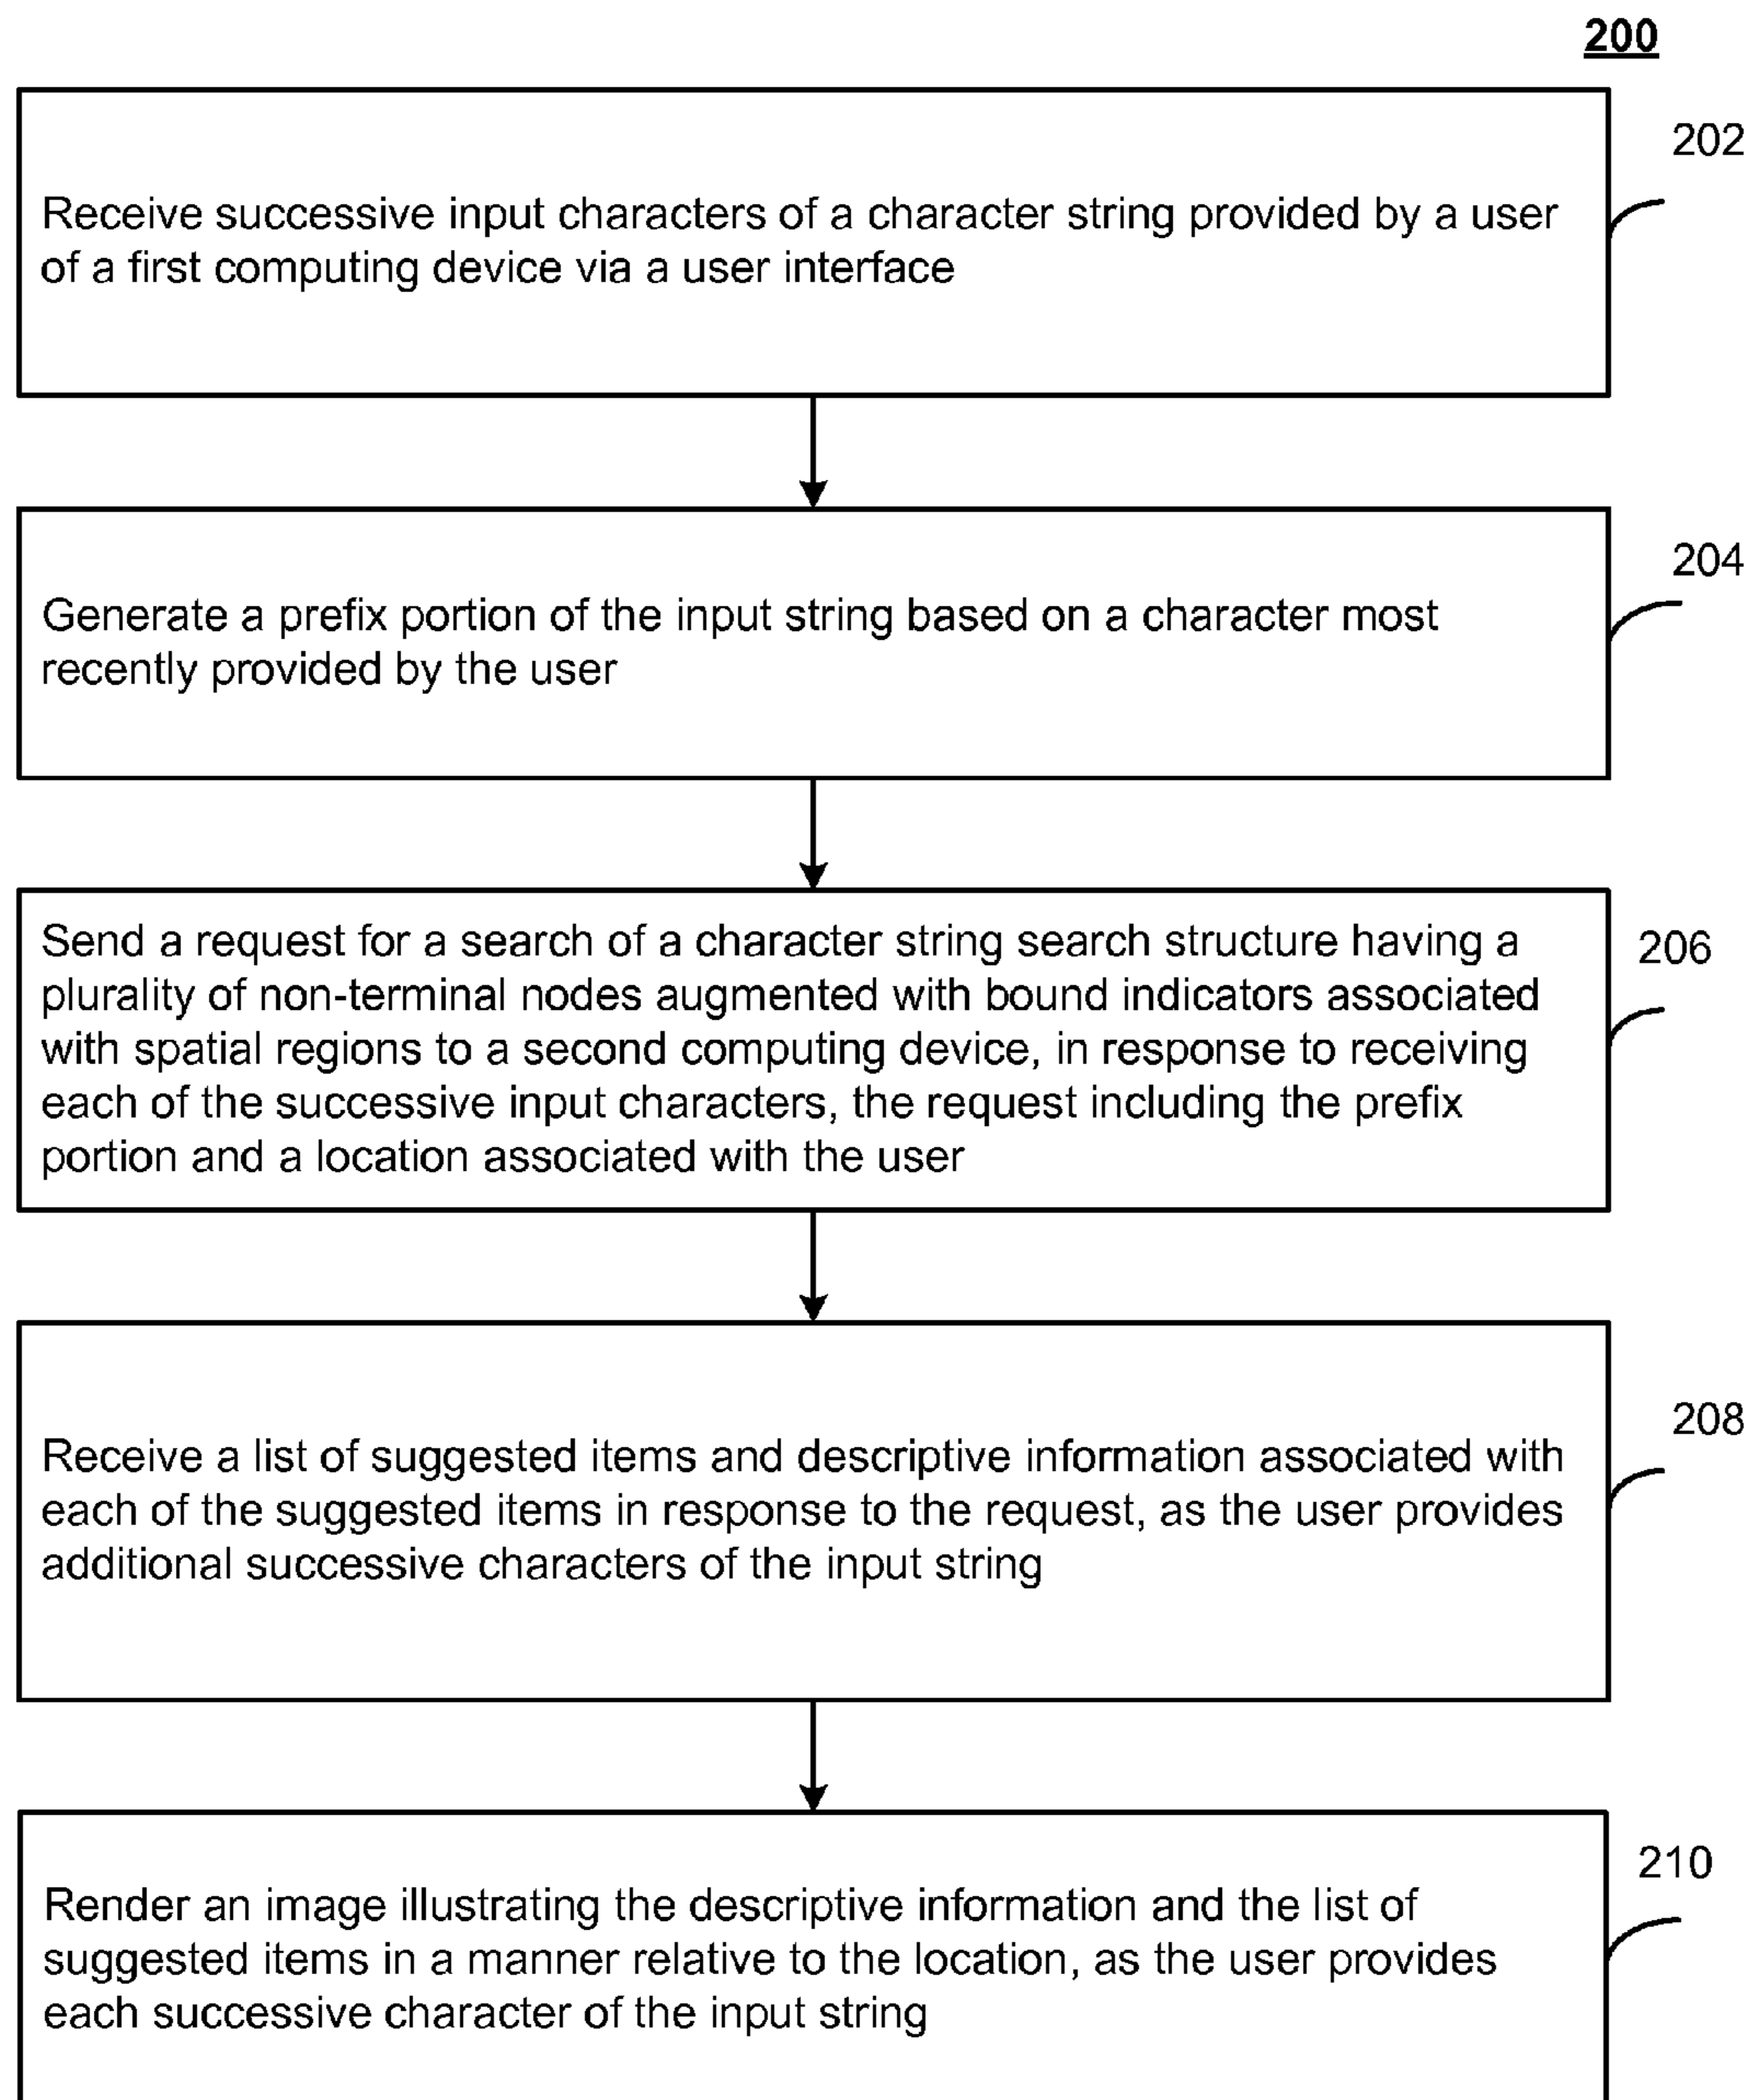 200
202
Receive successive input characters of a character string provided by a user
of a first computing device via a user interface
204
Generate a prefix portion of the input string based on a character most
recently provided by the user
206
Send a request for a search of a character string search structure having a
plurality of non-terminal nodes augmented with bound indicators associated
with spatial regions to a second computing device, in response to receiving
each of the successive input characters, the request including the prefix
portion and a location associated with the user
208
Receive a list of suggested items and descriptive information associated with
each of the suggested items in response to the request, as the user provides
additional successive characters of the input string
210
Render an image illustrating the descriptive information and the list of
suggested items in a manner relative to the location, as the user provides
each successive character of the input string